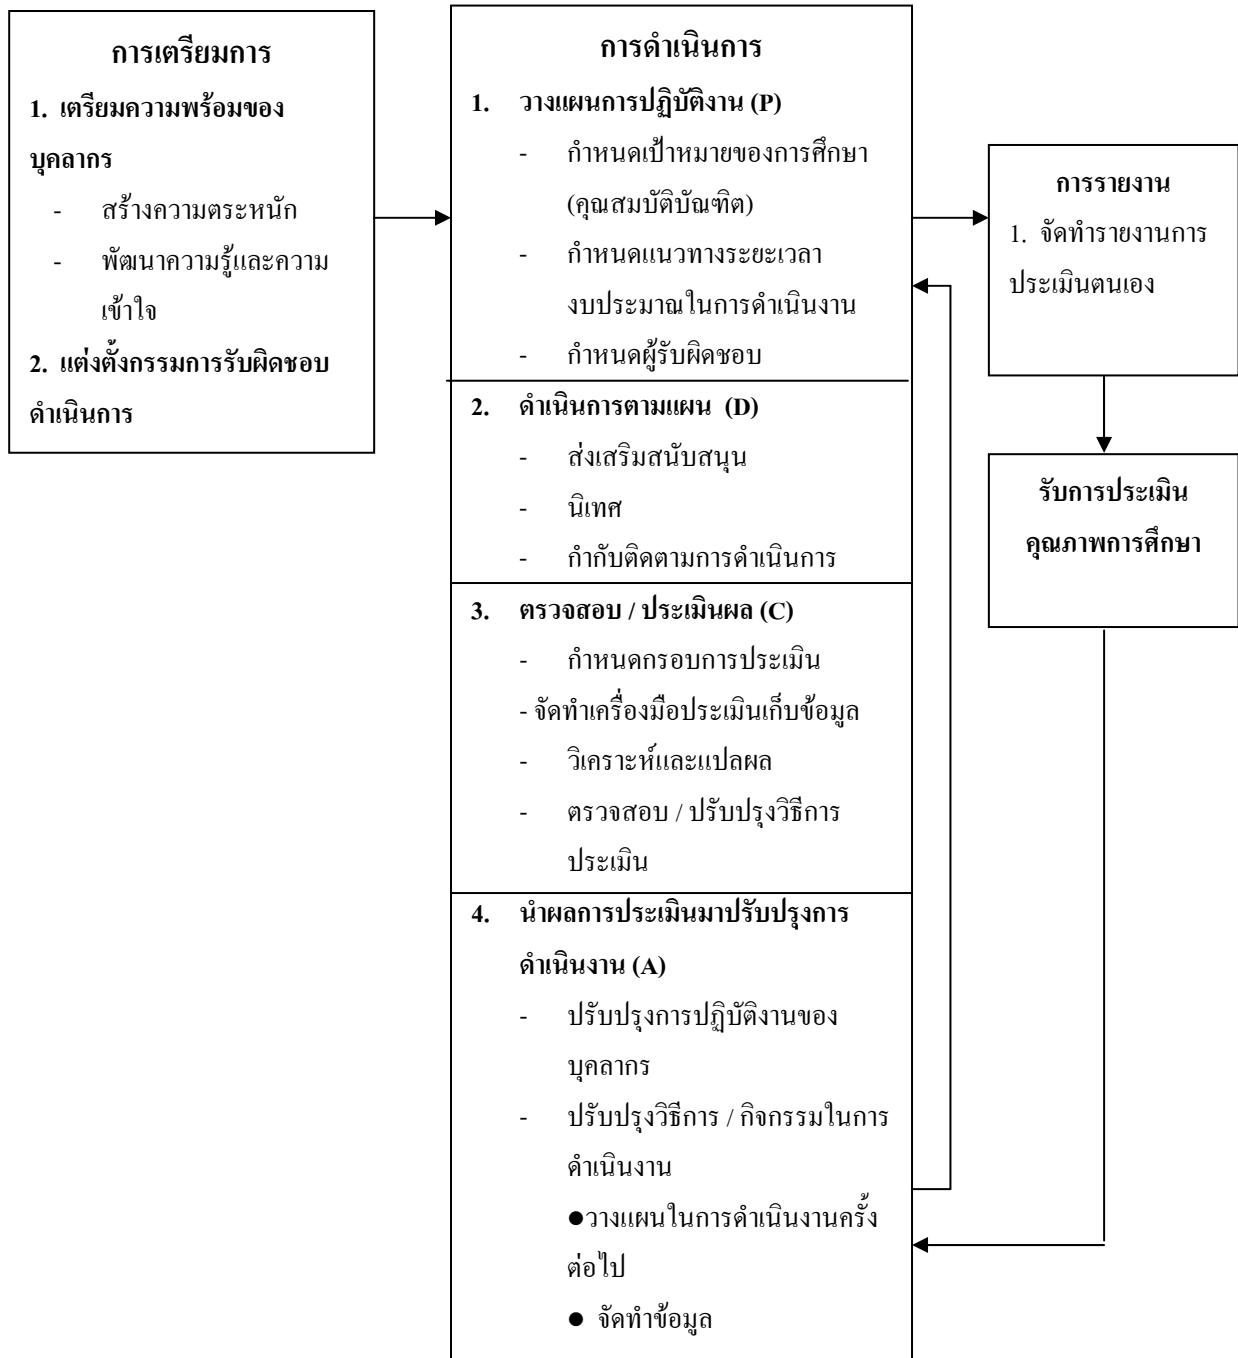 การเตรียมการ
1. เตรียมความพร้อมของ
บุคลากร
- สร้างความตระหนัก
- พัฒนาความรู้และความ
เข้าใจ
2. แต่งตั้งกรรมการรับผิดชอบ
ดำเนินการ
การดำเนินการ
1. วางแผนการปฏิบัติงาน (P)
- กำหนดเป้าหมายของการศึกษา
(คุณสมบัติบัณฑิต)
- กำหนดแนวทางระยะเวลา
งบประมาณในการดำเนินงาน
- กำหนดผู้รับผิดชอบ
2. ดำเนินการตามแผน (D)
- ส่งเสริมสนับสนุน
- นิเทศ
- กำกับติดตามการดำเนินการ
3. ตรวจสอบ / ประเมินผล (C)
- กำหนดกรอบการประเมิน
- จัดทำเครื่องมือประเมินเก็บข้อมูล
- วิเคราะห์และแปลผล
- ตรวจสอบ / ปรับปรุงวิธีการ
ประเมิน
4. นำผลการประเมินมาปรับปรุงการ
ดำเนินงาน (A)
- ปรับปรุงการปฏิบัติงานของ
บุคลากร
- ปรับปรุงวิธีการ / กิจกรรมในการ
ดำเนินงาน
●วางแผนในการดำเนินงานครั้ง
ต่อไป
● จัดทำข้อมูล
การรายงาน
1. จัดทำรายงานการ
ประเมินตนเอง
รับการประเมิน
คุณภาพการศึกษา